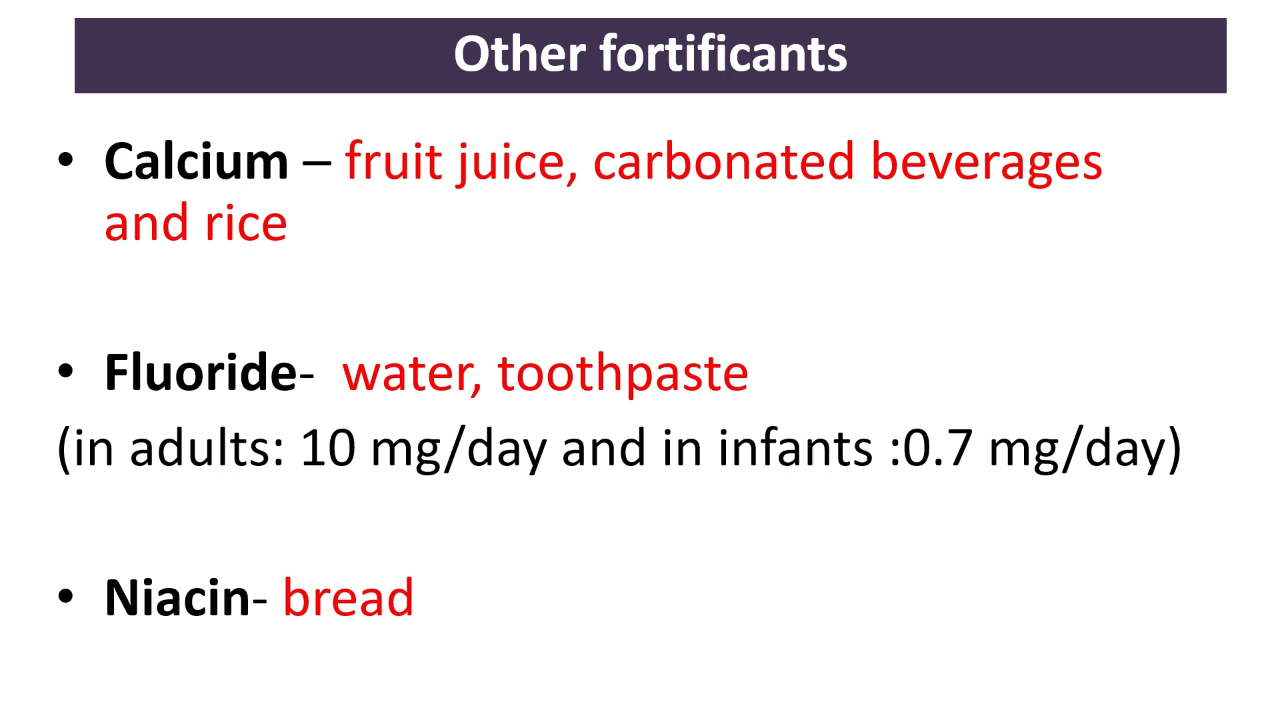 Other fortificants
• Calcium – fruit juice, carbonated beverages
and rice
• Fluoride-  water, toothpaste
(in adults: 10 mg/day and in infants :0.7 mg/day)
• Niacin- bread